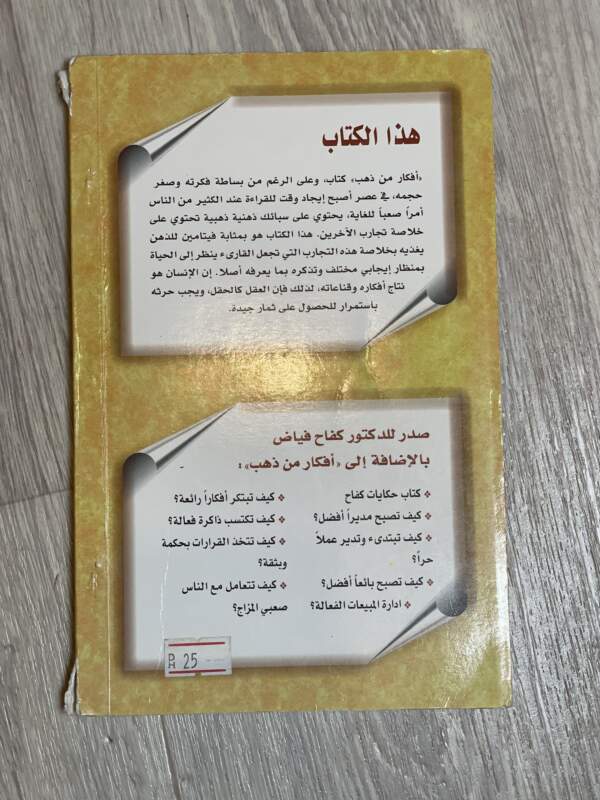 هذا الكتاب
«أفكار من ذهب» كتاب، وعلى الرغم من بساطة فكرته وصغر
حجمه، في عصر أصبح إيجاد وقت للقراءة عند الكثير من الناس
أمراً صعباً للغاية، يحتوي على سبائك ذهنية ذهبية تحتوي على
خلاصة تجارب الآخرين. هذا الكتاب هو بمثابة فيتامين للذهن
يغذيه بخلاصة هذه التجارب التي تجعل القارىء ينظر إلى الحياة
بمنظار إيجابي مختلف وتذكره بما يعرفه أصلا. إن الإنسان هو
نتاج أفكاره وقناعاته، لذلك فإن العقل كالحقل، ويجب حرثه
باستمرار للحصول على ثمار جيدة.
صدر للدكتور كفاح فياض
بالإضافة إلى «أفكار من ذهب»:
❖ كتاب حكايات كفاح
❖ كيف تصبح مديراً أفضل؟
❖ كيف تبتدىء وتدير عملاً
حراً؟
❖ كيف تصبح بائعاً أفضل؟
❖ ادارة المبيعات الفعالة؟
❖ كيف تبتكر أفكاراً رائعة؟
❖ كيف تكتسب ذاكرة فعالة؟
❖ كيف تتخذ القرارات بحكمة
وبثقة؟
❖ كيف تتعامل مع الناس
صعبي المزاج؟
25